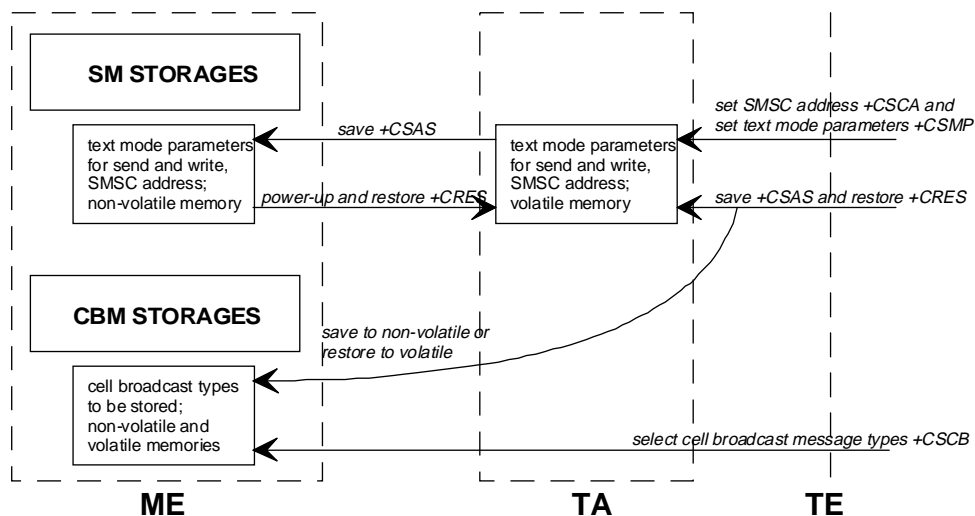 SM STORAGES
set SMSC address +CSCA and
set text mode parameters +CSMP
save +CSAS
text mode parameters
for send and write,
SMSC address;
non-volatile memory
text mode parameters
for send and write,
SMSC address;
volatile memory
power-up and restore +CRES
save +CSAS and restore +CRES
CBM STORAGES
save to non-volatile or
restore to volatile
cell broadcast types
to be stored;
non-volatile and
volatile memories
select cell broadcast message types +CSCB
ME
TA
TE